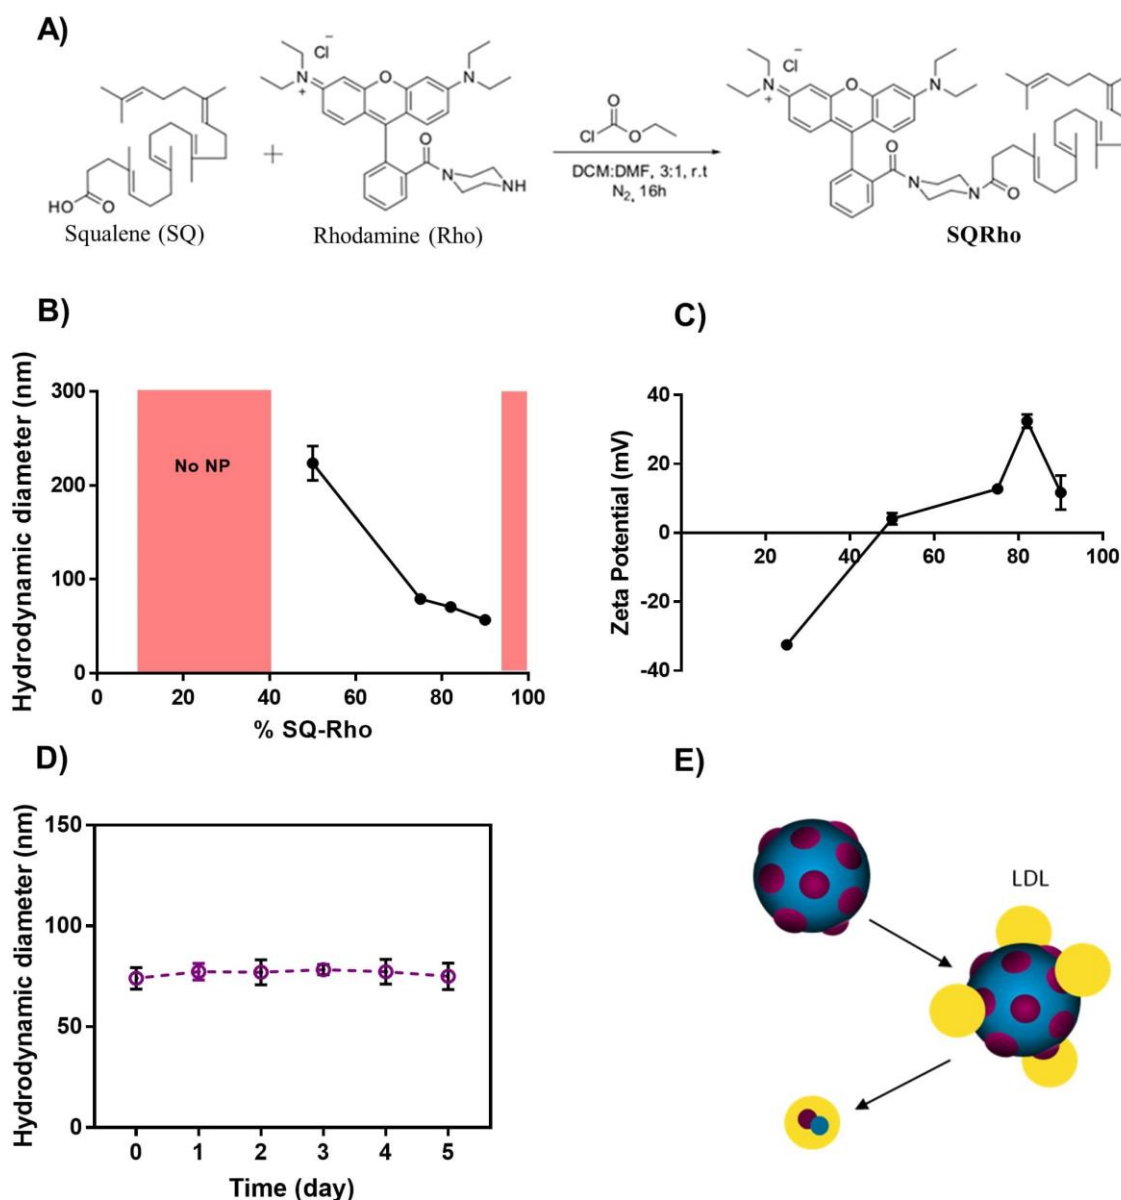 A)
Cl
−
N
+
O
N
HO
O
Squalene (SQ)
+
O
N
NH
Rhodamine (Rho)
O
Cl
O
DCM:DMF, 3:1, r.t
N2, 16h
Cl
−
N
+
O
N
O
N
N
O
SQRho
B)
Hydrodynamic diameter (nm)
300
200
100
0
No NP
0 20 40 60 80 100
% SQ-Rho
C)
Zeta Potential (mV)
40
20
0
-20
-40
20 40 60 80 100
D)
Hydrodynamic diameter (nm)
150
100
50
0
0 1 2 3 4 5
Time (day)
E)
LDL